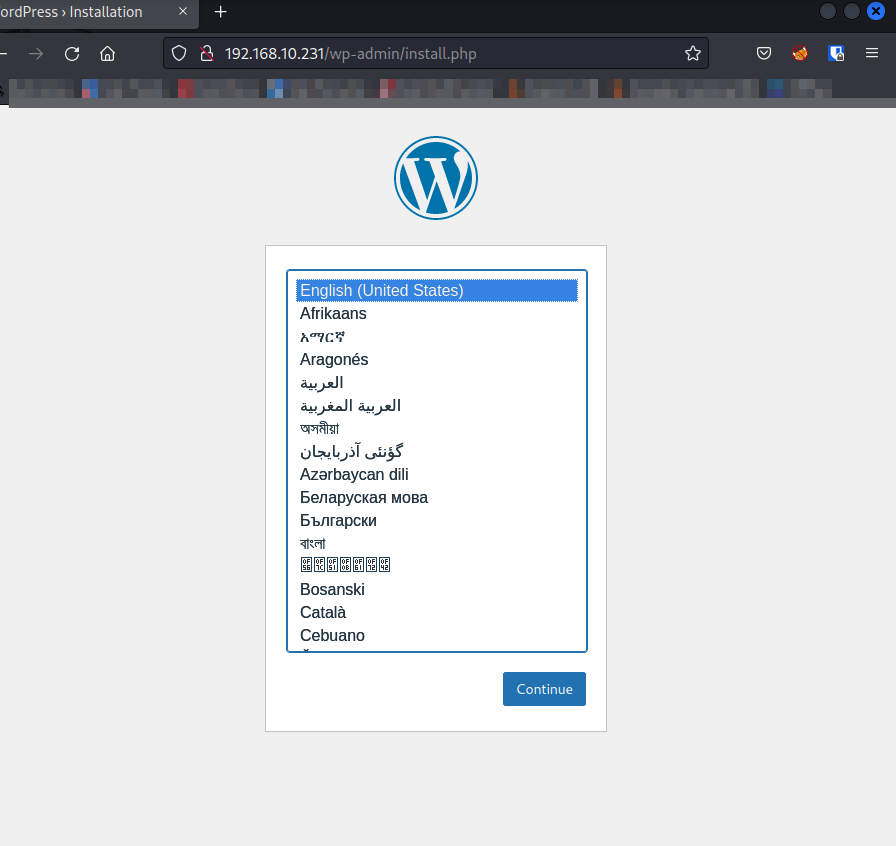 ordPress › Installation
192.168.10.231/wp-admin/install.php
English (United States)
Afrikaans
አማርኛ
Aragonés
العربية
العربية المغربية
অসমীয়া
گؤنئی آذربایجان
Azərbaycan dili
Беларуская мова
Български
বাংলা
Bosanski
Català
Cebuano
Continue